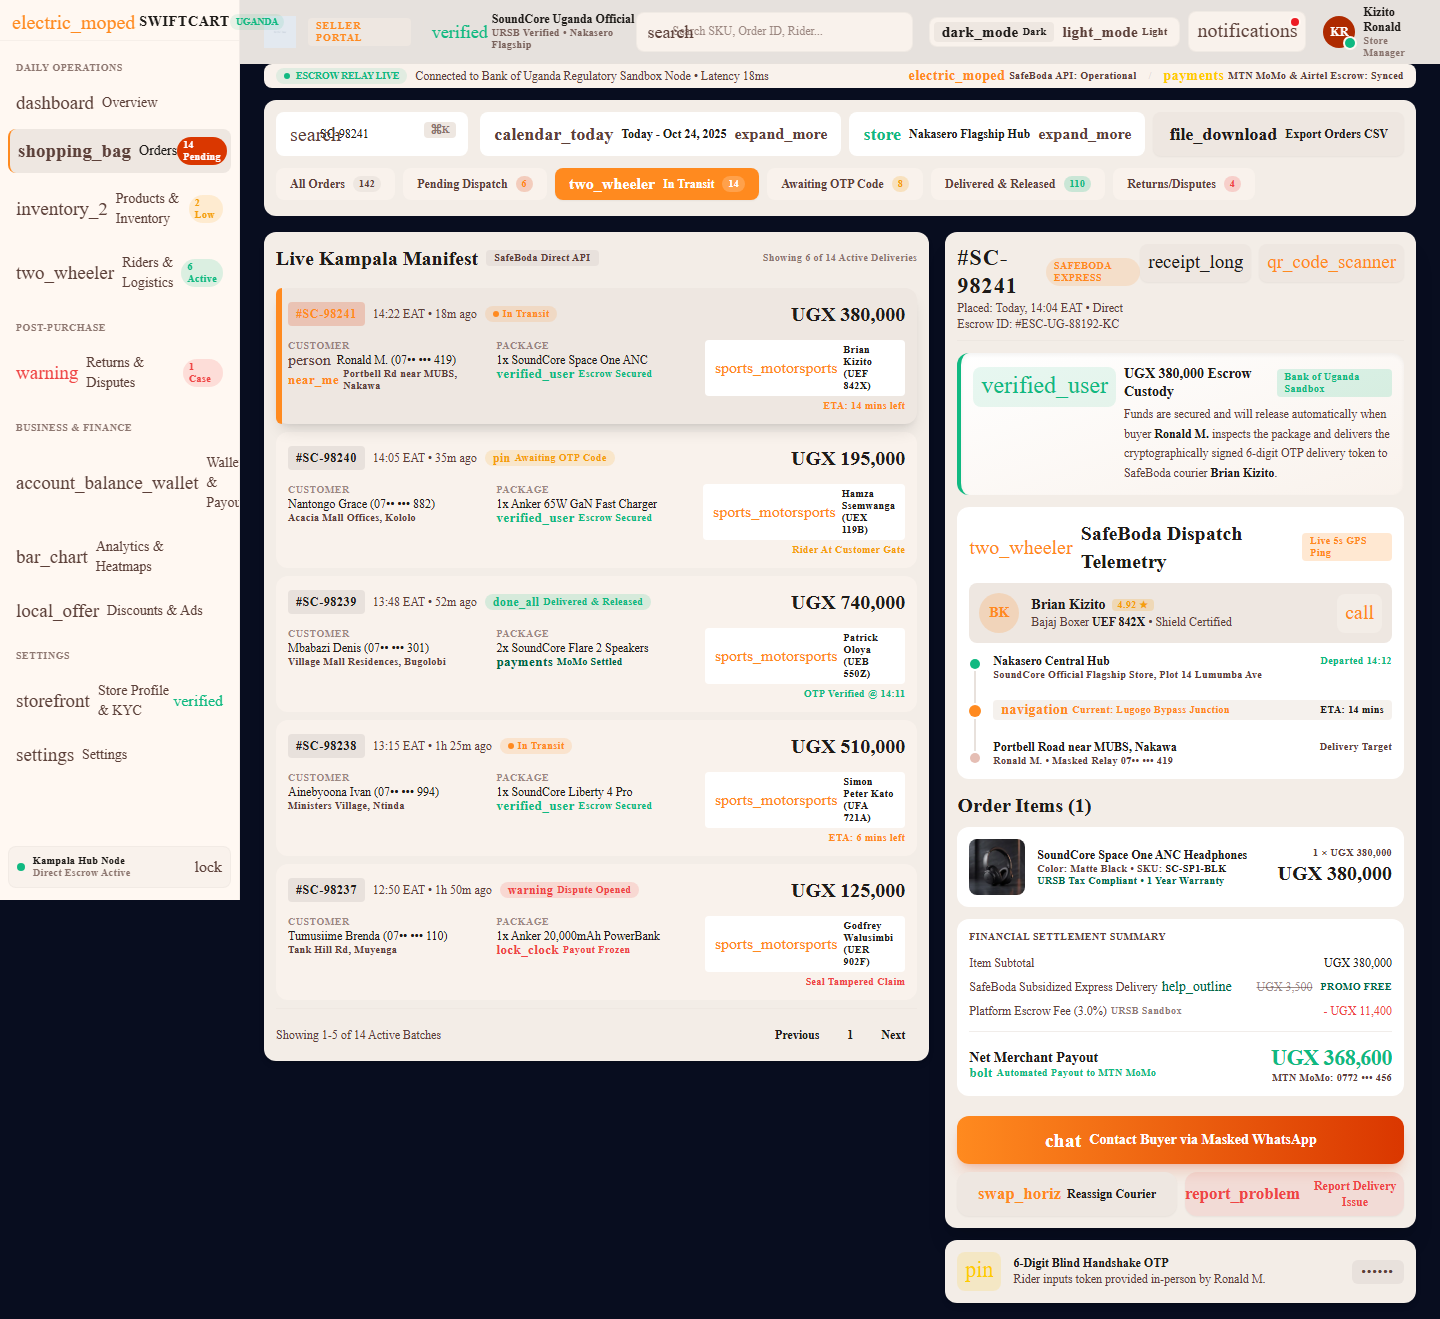 electric_moped SWIFTCART UGANDA
DAILY OPERATIONS
dashboard Overview
shopping_bag Orders 14 Pending
inventory_2 Products & Inventory 2 Low
two_wheeler Riders & Logistics 6 Active
POST-PURCHASE
warning Returns & Disputes 1 Case
BUSINESS & FINANCE
account_balance_wallet Walle
&
Payou
bar_chart Analytics & Heatmaps
local_offer Discounts & Ads
SETTINGS
storefront Store Profile & KYC verified
settings Settings
Kampala Hub Node
Direct Escrow Active
lock
SELLER PORTAL
verified SoundCore Uganda Official
URSB Verified • Nakasero Flagship
search Search SKU, Order ID, Rider...
dark_mode Dark light_mode Light
notifications
KR Kizito Ronald
Store Manager
ESCROW RELAY LIVE Connected to Bank of Uganda Regulatory Sandbox Node • Latency 18ms
electric_moped SafeBoda API: Operational / payments MTN MoMo & Airtel Escrow: Synced
search SC-98241 ⌘K
calendar_today Today - Oct 24, 2025 expand_more
store Nakasero Flagship Hub expand_more
file_download Export Orders CSV
All Orders 142
Pending Dispatch 6
two_wheeler In Transit 14
Awaiting OTP Code 8
Delivered & Released 110
Returns/Disputes 4
Live Kampala Manifest SafeBoda Direct API
Showing 6 of 14 Active Deliveries
#SC-98241 14:22 EAT • 18m ago In Transit UGX 380,000
CUSTOMER
person Ronald M. (07•• ••• 419)
near_me Portbell Rd near MUBS, Nakawa
PACKAGE
1x SoundCore Space One ANC
verified_user Escrow Secured
sports_motorsports Brian Kizito (UEF 842X)
ETA: 14 mins left
#SC-98240 14:05 EAT • 35m ago pin Awaiting OTP Code UGX 195,000
CUSTOMER
Nantongo Grace (07•• ••• 882)
Acacia Mall Offices, Kololo
PACKAGE
1x Anker 65W GaN Fast Charger
verified_user Escrow Secured
sports_motorsports Hamza Ssemwanga (UEX 119B)
Rider At Customer Gate
#SC-98239 13:48 EAT • 52m ago done_all Delivered & Released UGX 740,000
CUSTOMER
Mbabazi Denis (07•• ••• 301)
Village Mall Residences, Bugolobi
PACKAGE
2x SoundCore Flare 2 Speakers
payments MoMo Settled
sports_motorsports Patrick Oloya (UEB 550Z)
OTP Verified @ 14:11
#SC-98238 13:15 EAT • 1h 25m ago In Transit UGX 510,000
CUSTOMER
Ainebyoona Ivan (07•• ••• 994)
Ministers Village, Ntinda
PACKAGE
1x SoundCore Liberty 4 Pro
verified_user Escrow Secured
sports_motorsports Simon Peter Kato (UFA 721A)
ETA: 6 mins left
#SC-98237 12:50 EAT • 1h 50m ago warning Dispute Opened UGX 125,000
CUSTOMER
Tumusiime Brenda (07•• ••• 110)
Tank Hill Rd, Muyenga
PACKAGE
1x Anker 20,000mAh PowerBank
lock_clock Payout Frozen
sports_motorsports Godfrey Walusimbi (UER 902F)
Seal Tampered Claim
Showing 1-5 of 14 Active Batches
Previous 1 Next
#SC-98241 SAFEBODA EXPRESS
receipt_long qr_code_scanner
Placed: Today, 14:04 EAT • Direct
Escrow ID: #ESC-UG-88192-KC
verified_user UGX 380,000 Escrow Custody Bank of Uganda Sandbox
Funds are secured and will release automatically when
buyer Ronald M. inspects the package and delivers the
cryptographically signed 6-digit OTP delivery token to
SafeBoda courier Brian Kizito.
two_wheeler SafeBoda Dispatch Telemetry Live 5s GPS Ping
BK Brian Kizito 4.92 ★
Bajaj Boxer UEF 842X • Shield Certified
call
Nakasero Central Hub Departed 14:12
SoundCore Official Flagship Store, Plot 14 Lumumba Ave
navigation Current: Lugogo Bypass Junction ETA: 14 mins
Portbell Road near MUBS, Nakawa Delivery Target
Ronald M. • Masked Relay 07•• ••• 419
Order Items (1)
SoundCore Space One ANC Headphones
Color: Matte Black • SKU: SC-SP1-BLK
URSB Tax Compliant • 1 Year Warranty
1 × UGX 380,000
UGX 380,000
FINANCIAL SETTLEMENT SUMMARY
Item Subtotal UGX 380,000
SafeBoda Subsidized Express Delivery help_outline UGX 3,500 PROMO FREE
Platform Escrow Fee (3.0%) URSB Sandbox - UGX 11,400
Net Merchant Payout UGX 368,600
bolt Automated Payout to MTN MoMo MTN MoMo: 0772 ••• 456
chat Contact Buyer via Masked WhatsApp
swap_horiz Reassign Courier
report_problem Report Delivery Issue
pin 6-Digit Blind Handshake OTP
Rider inputs token provided in-person by Ronald M.
••••••